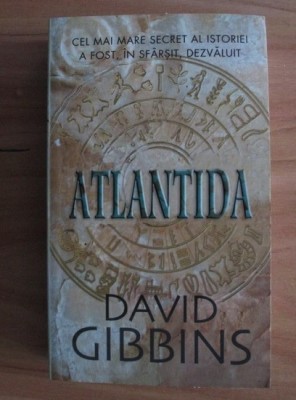 CEL MAI MARE SECRET AL ISTORIEI
A FOST, ÎN SFÂRȘIT, DEZVĂLUIT
ATLANTIDA
DAVID
GIBBINS